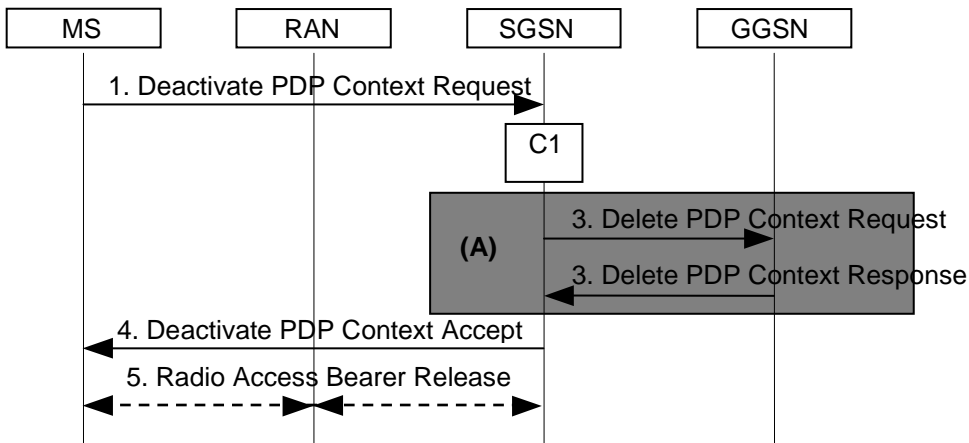 MS RAN SGSN GGSN
1. Deactivate PDP Context Request
C1
3. Delete PDP Context Request
(A)
3. Delete PDP Context Response
4. Deactivate PDP Context Accept
5. Radio Access Bearer Release